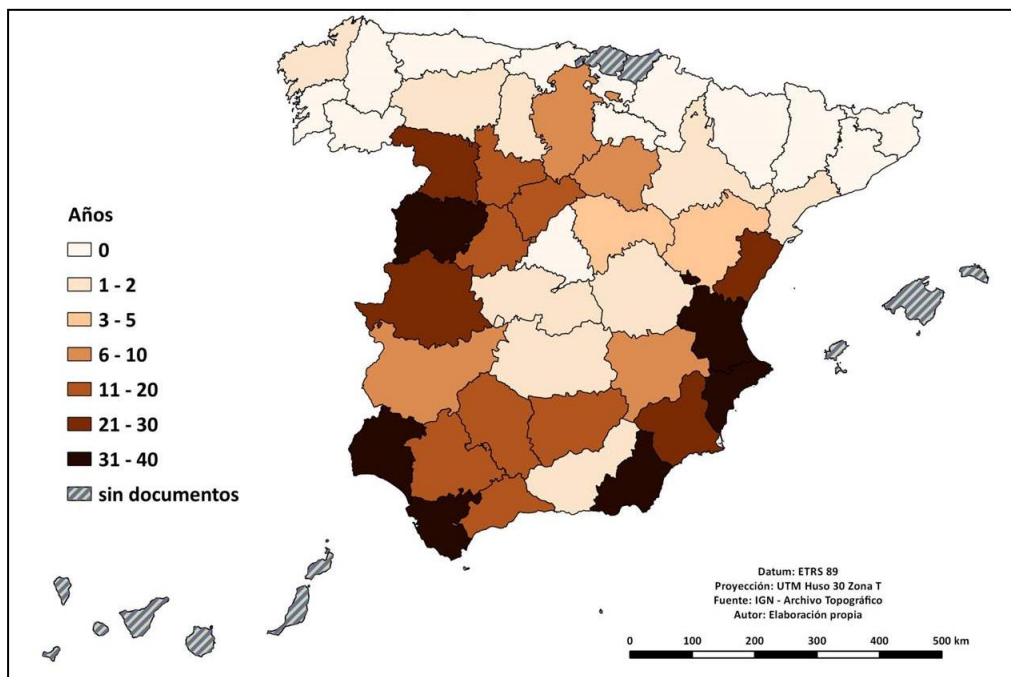 Años
0
1 - 2
3 - 5
6 - 10
11 - 20
21 - 30
31 - 40
sin documentos
Datum: ETRS 89
Proyección: UTM Huso 30 Zona T
Fuente: IGN - Archivo Topográfico
Autor: Elaboración propia
0 100 200 300 400 500 km